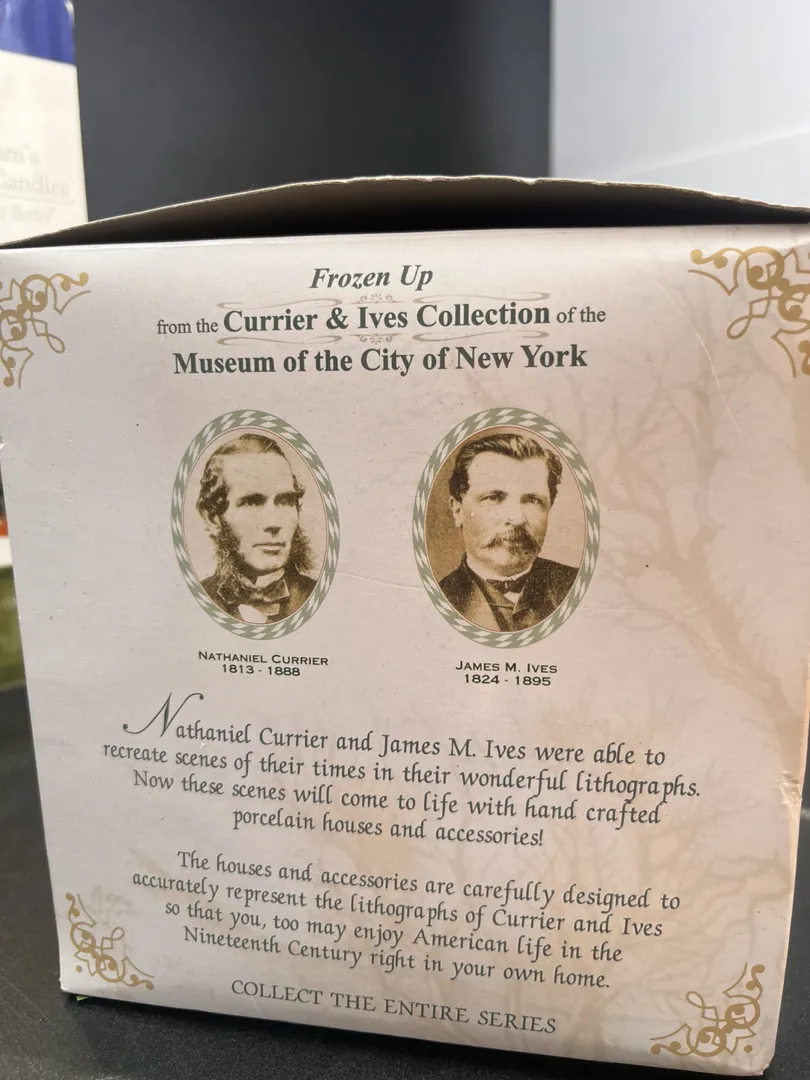 Candles
Frozen Up
from the Currier & Ives Collection of the
Museum of the City of New York
NATHANIEL CURRIER
1813 - 1888
JAMES M. IVES
1824 - 1895
Nathaniel Currier and James M. Ives were able to
recreate scenes of their times in their wonderful lithographs.
Now these scenes will come to life with hand crafted
porcelain houses and accessories!
The houses and accessories are carefully designed to
accurately represent the lithographs of Currier and Ives
so that you, too may enjoy American life in the
Nineteenth Century right in your own home.
COLLECT THE ENTIRE SERIES